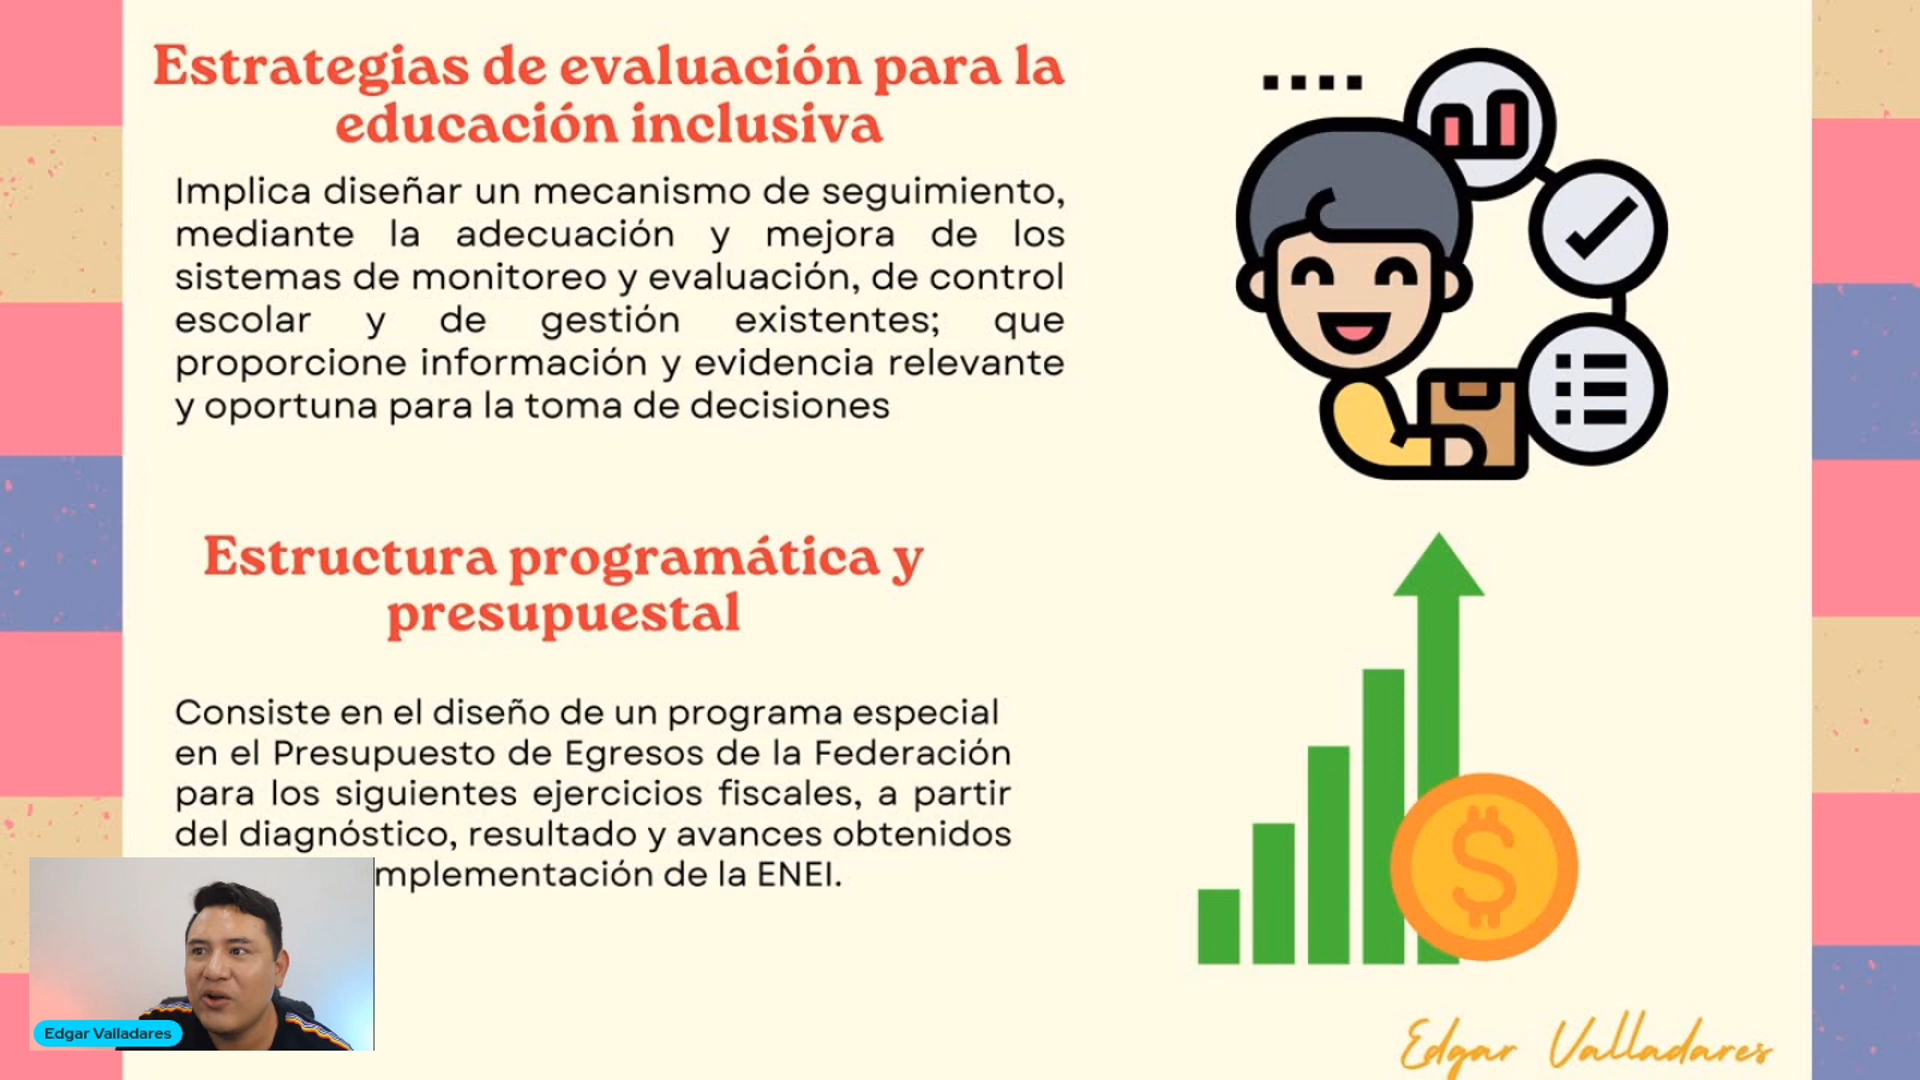 Estrategias de evaluación para la
educación inclusiva
Implica diseñar un mecanismo de seguimiento,
mediante la adecuación y mejora de los
sistemas de monitoreo y evaluación, de control
escolar y de gestión existentes; que
proporcione información y evidencia relevante
y oportuna para la toma de decisiones
Estructura programática y
presupuestal
Consiste en el diseño de un programa especial
en el Presupuesto de Egresos de la Federación
para los siguientes ejercicios fiscales, a partir
del diagnóstico, resultado y avances obtenidos
mplementación de la ENEI.
Edgar Valladares
Edgar Valladares